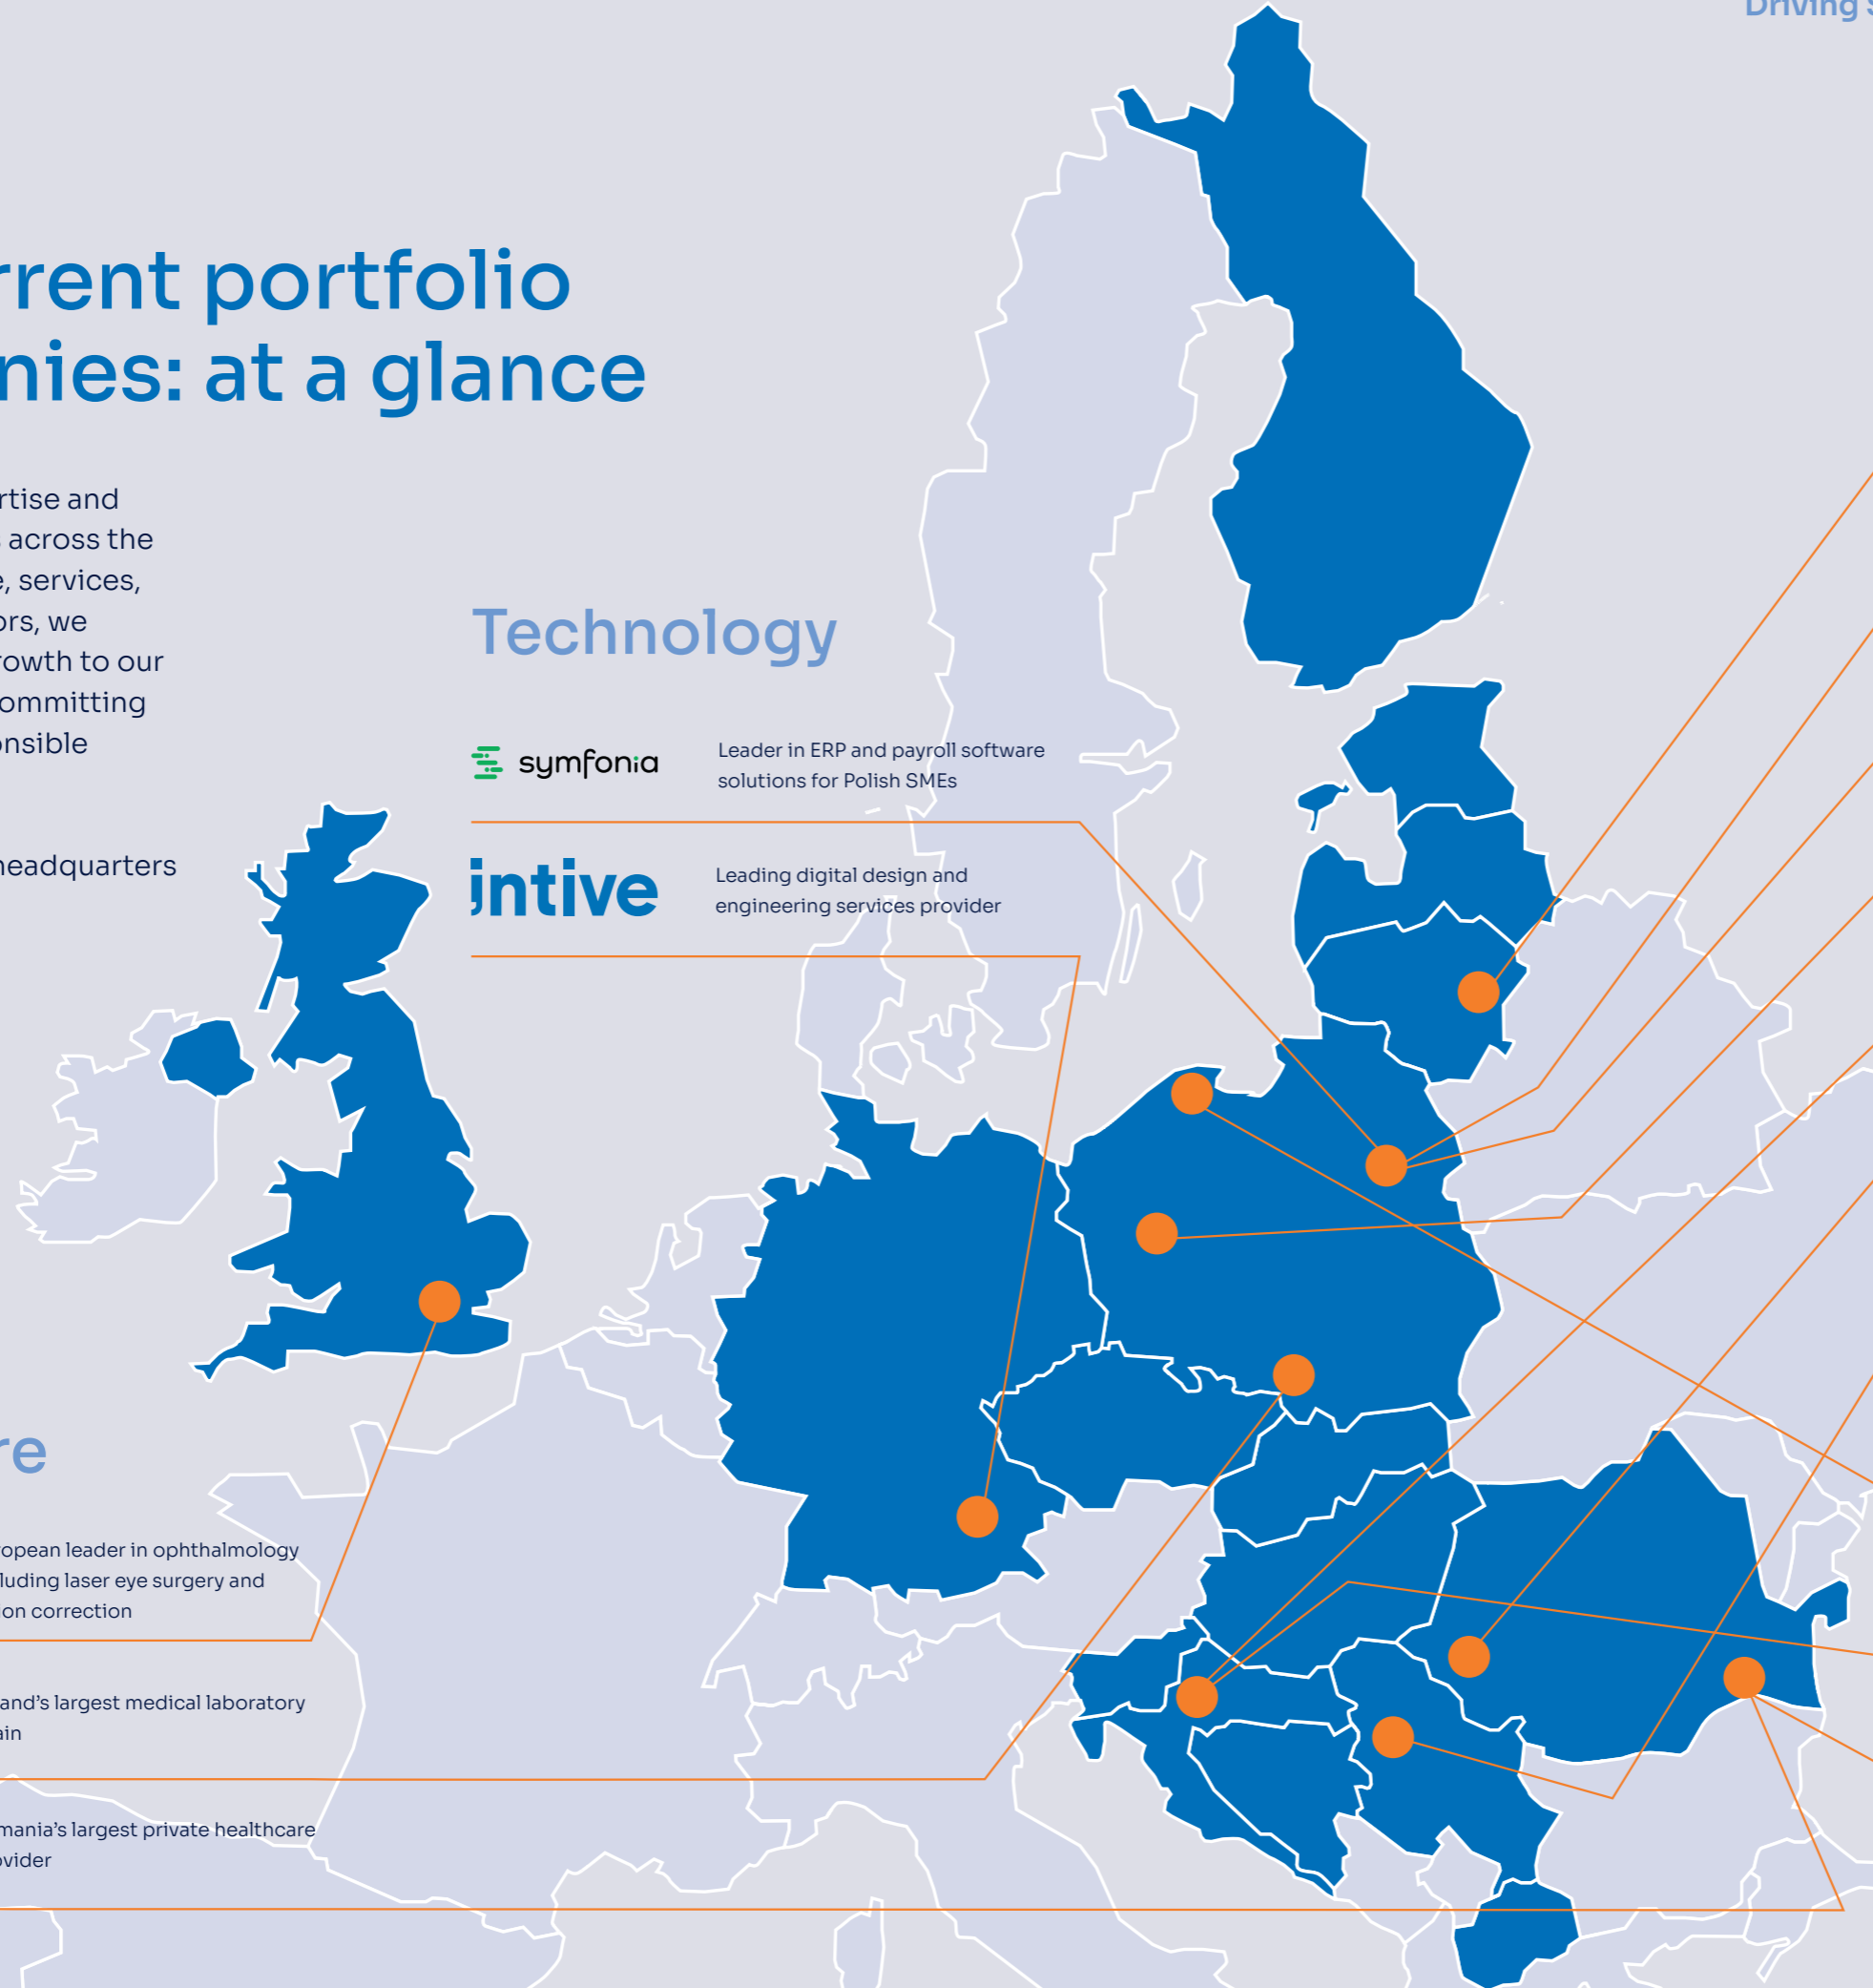 Driving
rrent portfolio
nies: at a glance
rtise and
across the
e, services,
ors, we
rowth to our
ommitting
onsible
headquarters
Technology
symfonia
Leader in ERP and payroll software
solutions for Polish SMEs
intive
Leading digital design and
engineering services provider
re
ropean leader in ophthalmology
luding laser eye surgery and
ion correction
and's largest medical laboratory
ain
mania's largest private healthcare
ovider